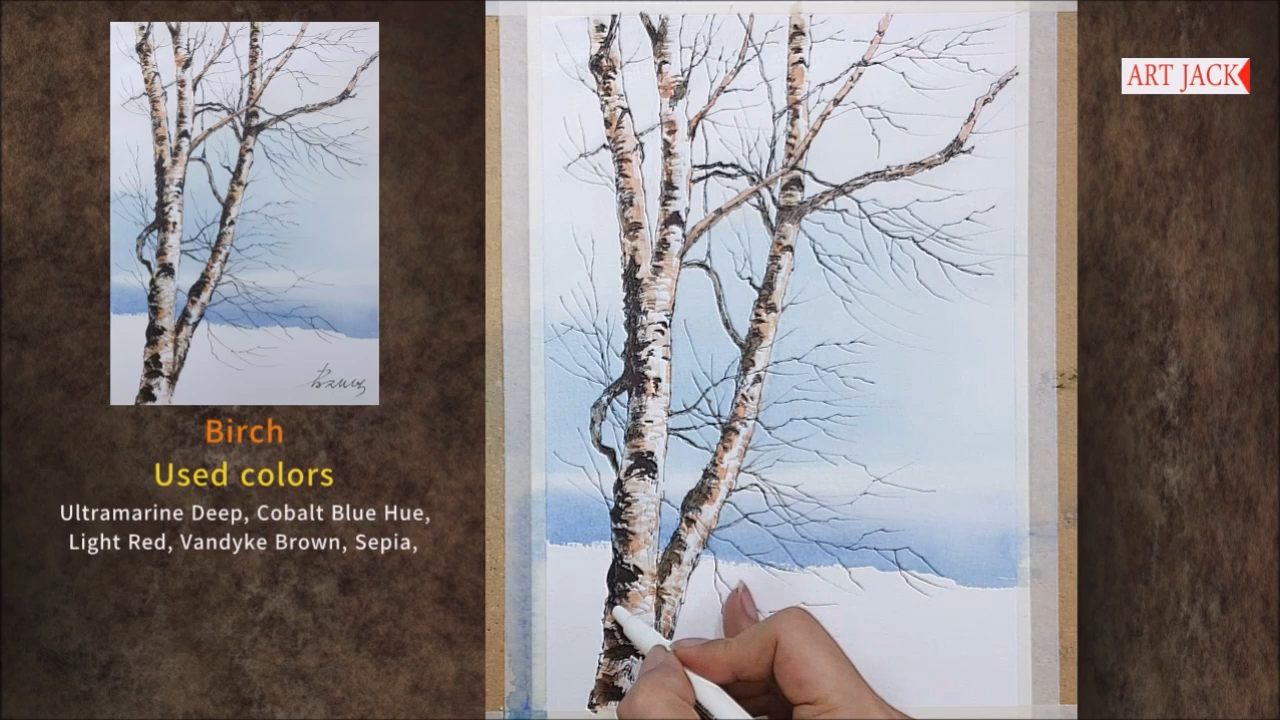 ART JACK
Birch
Used colors
Ultramarine Deep, Cobalt Blue Hue,
Light Red, Vandyke Brown, Sepia,